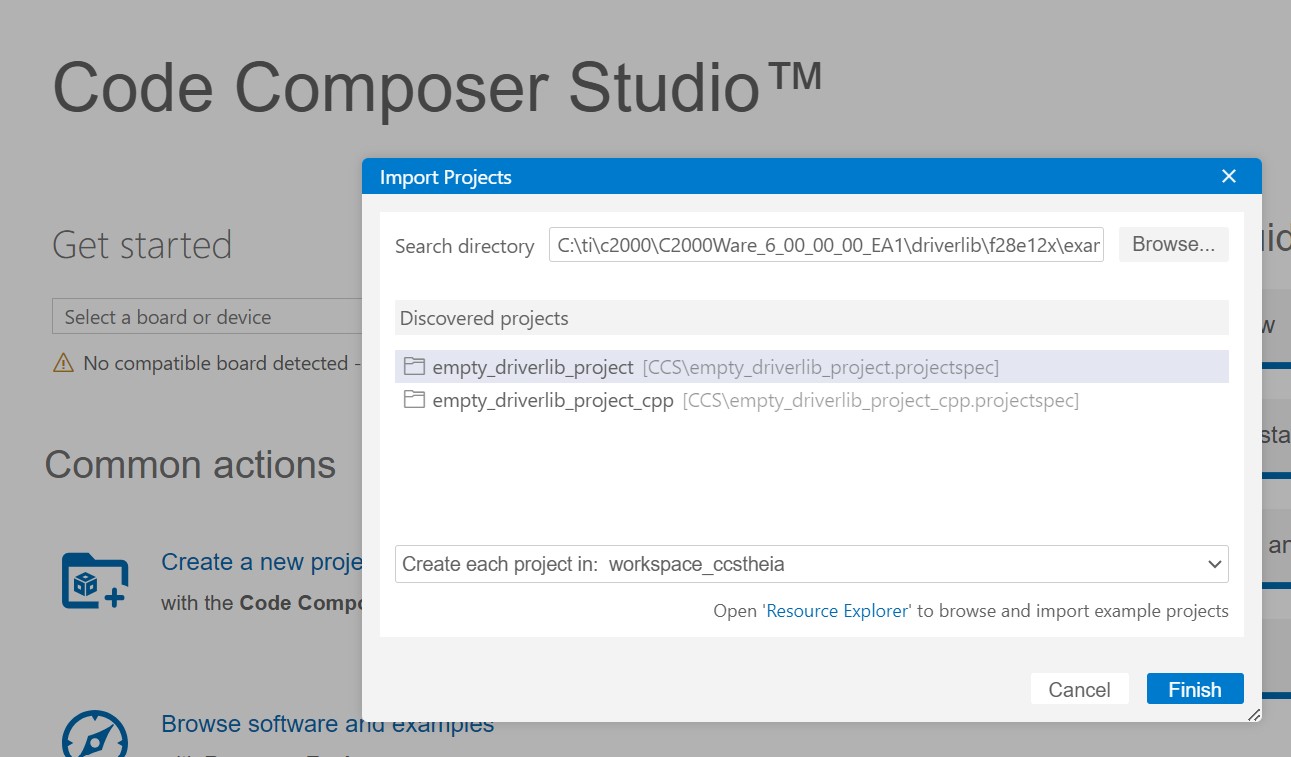 Code Composer Studio™
Import Projects
Get started
Search directory C:\ti\c2000\C2000Ware_6_00_00_00_EA1\driverlib\f28e12x\exar Browse...
Select a board or device
Discovered projects
No compatible board detected -
empty_driverlib_project [CCS\empty_driverlib_project.projectspec]
empty_driverlib_project_cpp [CCS\empty_driverlib_project_cpp.projectspec]
Common actions
Create a new proje
with the Code Compo
Create each project in: workspace_ccstheia
Open 'Resource Explorer' to browse and import example projects
Cancel Finish
Browse software and examples